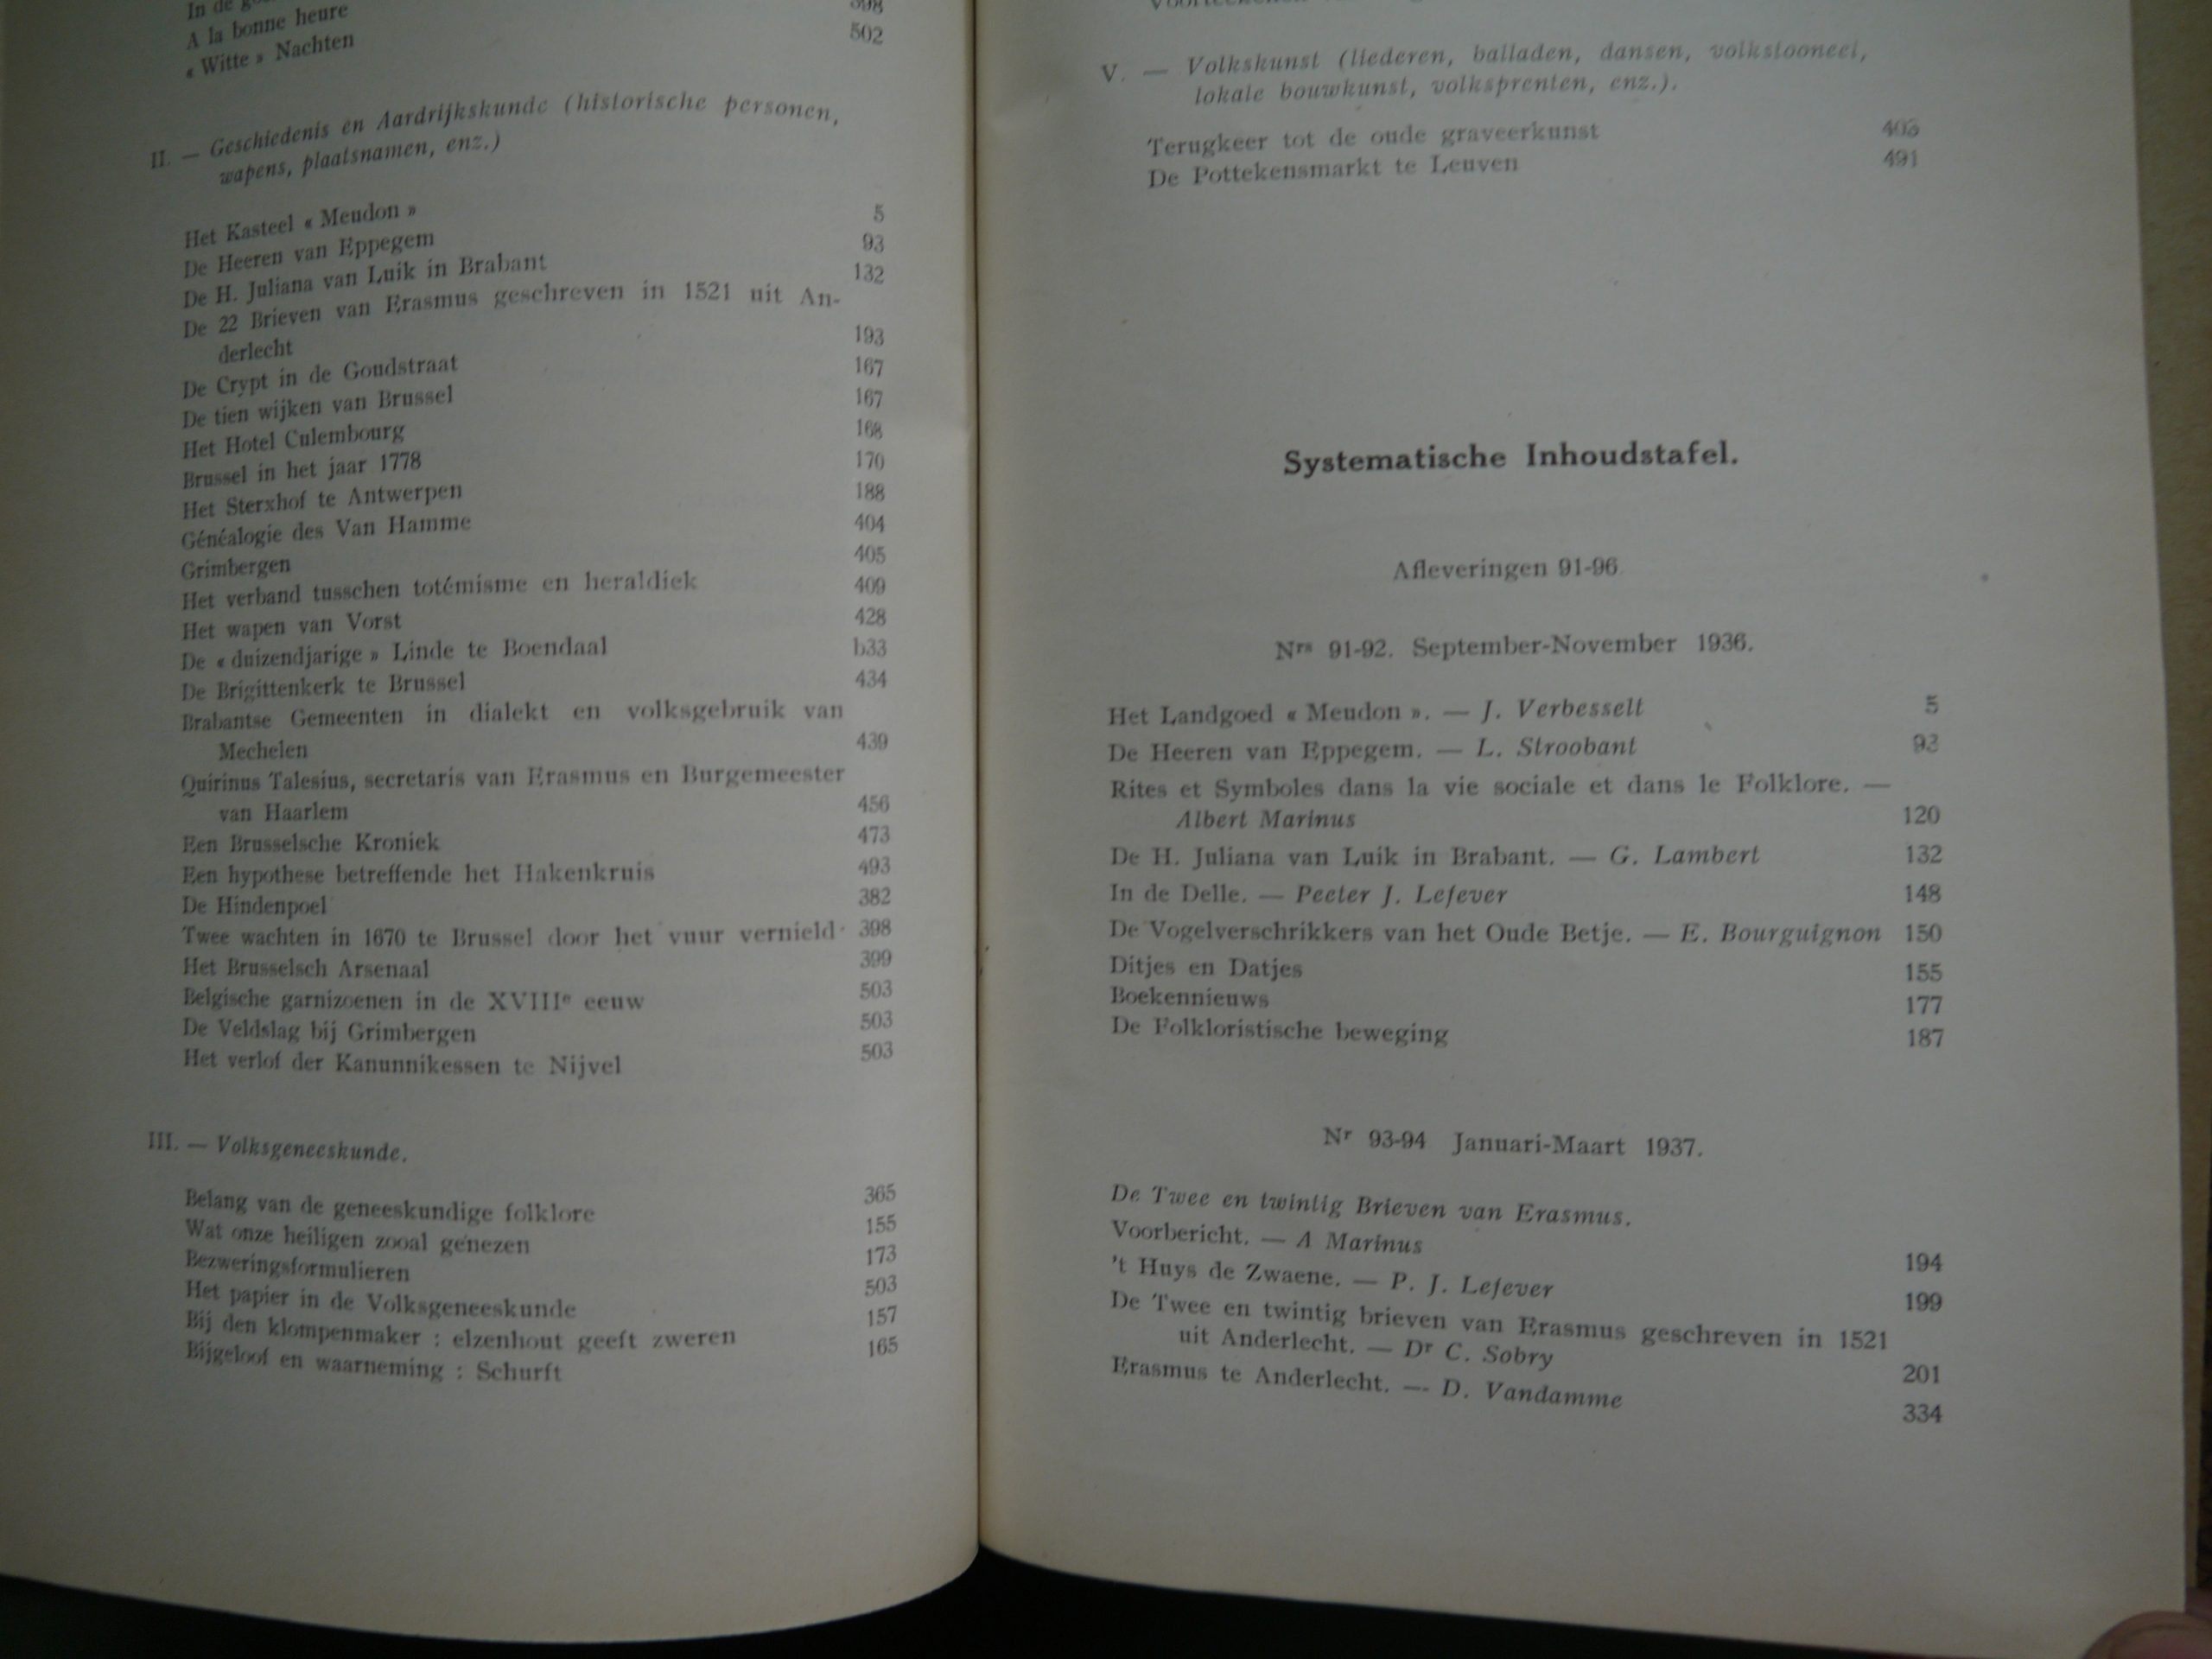 In de
A la bonne heure 398
« Witte » Nachten 502
II. — Geschiedenis en Aardrijkskunde (historische personen,
wapens, plaatsnamen, enz.)
Het Kasteel « Meudon » 5
De Heeren van Eppegem 93
De H. Juliana van Luik in Brabant 132
De 22 Brieven van Erasmus geschreven in 1521 uit An-
derlecht 193
De Crypt in de Goudstraat 167
De tien wijken van Brussel 167
Het Hotel Culembourg 168
Brussel in het jaar 1778 170
Het Sterxhof te Antwerpen 188
Généalogie des Van Hamme 404
Grimbergen 405
Het verband tusschen totémisme en heraldiek 409
Het wapen van Vorst 428
De « duizendjarige » Linde te Boendaal b33
De Brigittenkerk te Brussel 434
Brabantse Gemeenten in dialekt en volksgebruik van
Mechelen 439
Quirinus Talesius, secretaris van Erasmus en Burgemeester
van Haarlem 456
Een Brusselsche Kroniek 473
Een hypothese betreffende het Hakenkruis 493
De Hindenpoel 382
Twee wachten in 1670 te Brussel door het vuur vernield 398
Het Brusselsch Arsenaal 399
Belgische garnizoenen in de XVIIIe eeuw 503
De Veldslag bij Grimbergen 503
Het verlof der Kanunnikessen te Nijvel 503
III. — Volksgeneeskunde.
Belang van de geneeskundige folklore 365
Wat onze heiligen zooal genezen 155
Bezweringsformulieren 173
Het papier in de Volksgeneeskunde 503
Bij den klompenmaker : elzenhout geeft zweren 157
Bijgeloof en waarneming : Schurft 165
V. — Volkskunst (liederen, balladen, dansen, volkstooneel,
lokale bouwkunst, volksprenten, enz.).
Terugkeer tot de oude graveerkunst 403
De Pottekensmarkt te Leuven 491
Systematische Inhoudstafel.
Afleveringen 91-96.
Nrs 91-92. September-November 1936.
Het Landgoed « Meudon ». — J. Verbesselt 5
De Heeren van Eppegem. — L. Stroobant 93
Rites et Symboles dans la vie sociale et dans le Folklore. —
Albert Marinus 120
De H. Juliana van Luik in Brabant. — G. Lambert 132
In de Delle. — Peeter J. Lefever 148
De Vogelverschrikkers van het Oude Betje. — E. Bourguignon 150
Ditjes en Datjes 155
Boekennieuws 177
De Folkloristische beweging 187
Nr 93-94 Januari-Maart 1937.
De Twee en twintig Brieven van Erasmus.
Voorbericht. — A Marinus 194
't Huys de Zwaene. — P. J. Lefever 199
De Twee en twintig brieven van Erasmus geschreven in 1521
uit Anderlecht. — Dr C. Sobry 201
Erasmus te Anderlecht. — D. Vandamme 334